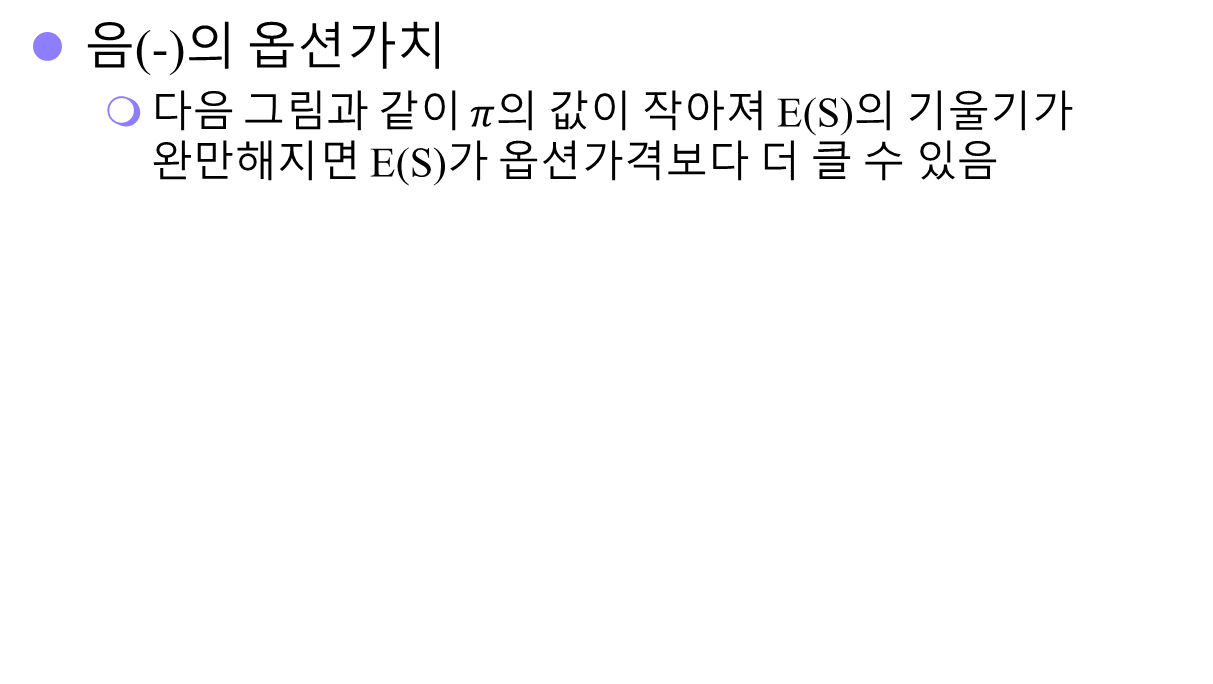 음(-)의 옵션가치
다음 그림과 같이 π의 값이 작아져 E(S)의 기울기가
완만해지면 E(S)가 옵션가격보다 더 클 수 있음